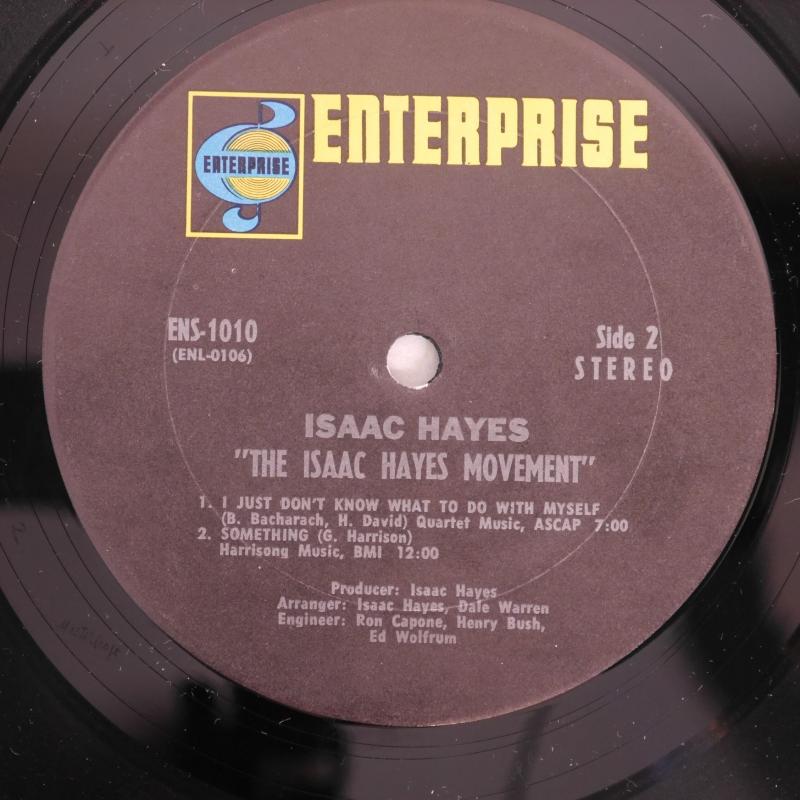 ENTERPRISE
ENTERPRISE
ENS-1010
(ENL-0106)
Side 2
STEREO
ISAAC HAYES
"THE ISAAC HAYES MOVEMENT"
1. I JUST DON'T KNOW WHAT TO DO WITH MYSELF
(B. Bacharach, H. David) Quartet Music, ASCAP 7:00
2. SOMETHING (G. Harrison)
Harrisong Music, BMI 12:00
Producer: Isaac Hayes
Arranger: Isaac Hayes, Dale Warren
Engineer: Ron Capone, Henry Bush,
Ed Wolfrum